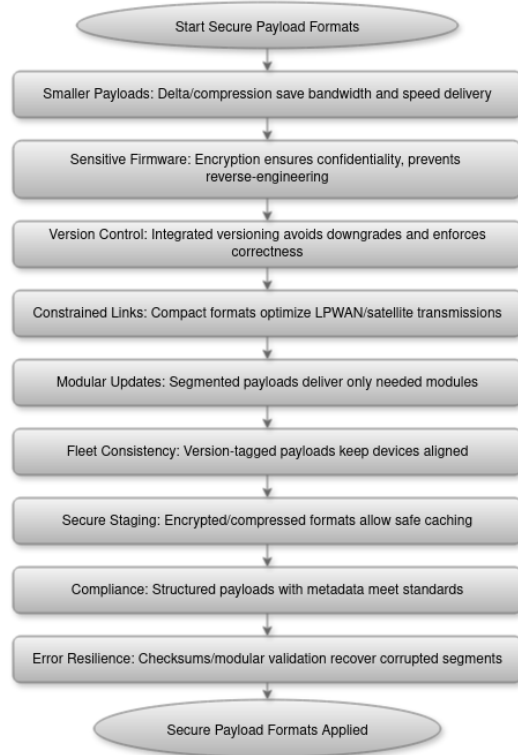 Start Secure Payload Formats
Smaller Payloads: Delta/compression save bandwidth and speed delivery
Sensitive Firmware: Encryption ensures confidentiality, prevents
reverse-engineering
Version Control: Integrated versioning avoids downgrades and enforces
correctness
Constrained Links: Compact formats optimize LPWAN/satellite transmissions
Modular Updates: Segmented payloads deliver only needed modules
Fleet Consistency: Version-tagged payloads keep devices aligned
Secure Staging: Encrypted/compressed formats allow safe caching
Compliance: Structured payloads with metadata meet standards
Error Resilience: Checksums/modular validation recover corrupted segments
Secure Payload Formats Applied